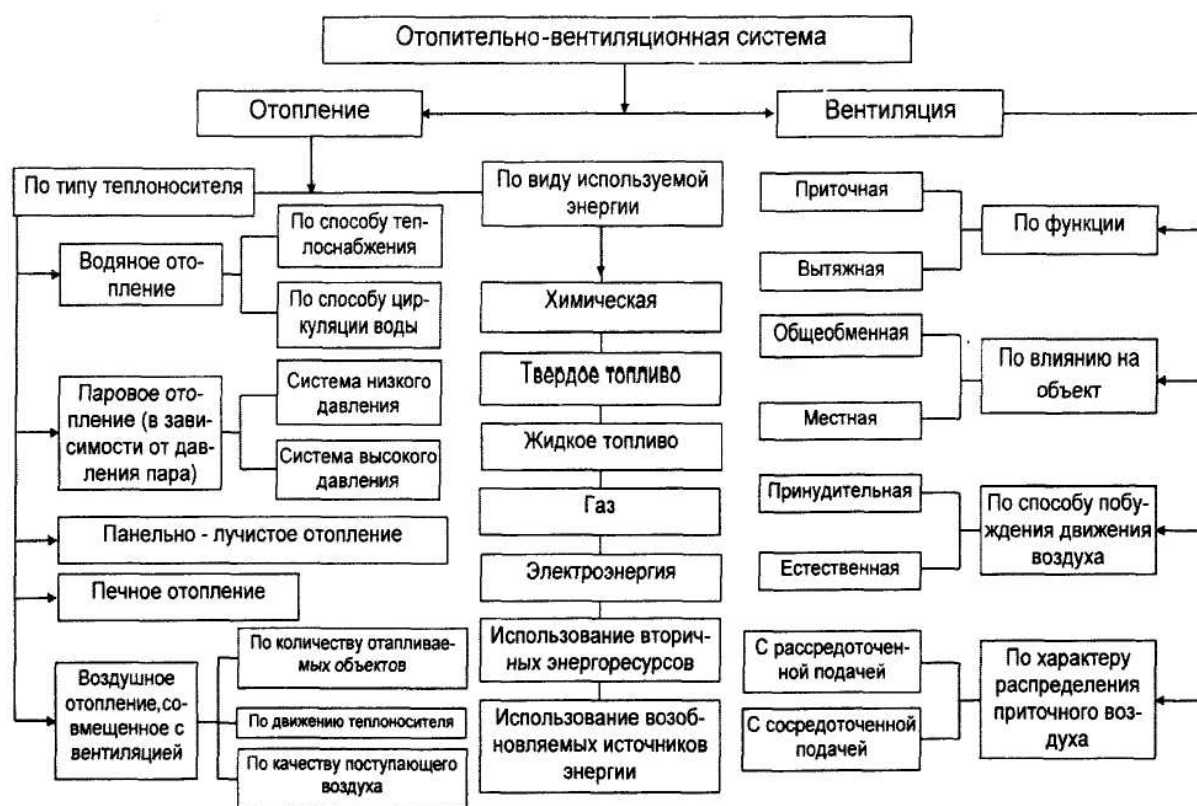 Отопительно-вентиляционная система
Отопление
Вентиляция
По типу теплоносителя
Водяное ото-
пление
По способу теп-
лоснабжения
По способу цир-
куляции воды
Паровое ото-
пление (в зави-
симости от дав-
ления пара)
Система низкого
давления
Система высокого
давления
Панельно - лучистое отопление
Печное отопление
Воздушное
отопление,со-
вмещенное с
вентиляцией
По количеству отапливае-
мых объектов
По движению теплоносителя
По качеству поступающего
воздуха
По виду используемой
энергии
Химическая
Твердое топливо
Жидкое топливо
Газ
Электроэнергия
Использование вторич-
ных энергоресурсов
Использование возоб-
новляемых источников
энергии
Приточная
Вытяжная
По функции
Общеобменная
Местная
По влиянию на
объект
Принудительная
Естественная
По способу побу-
ждения движения
воздуха
С рассредоточен-
ной подачей
С сосредоточенной
подачей
По характеру
распределения
приточного воз-
духа